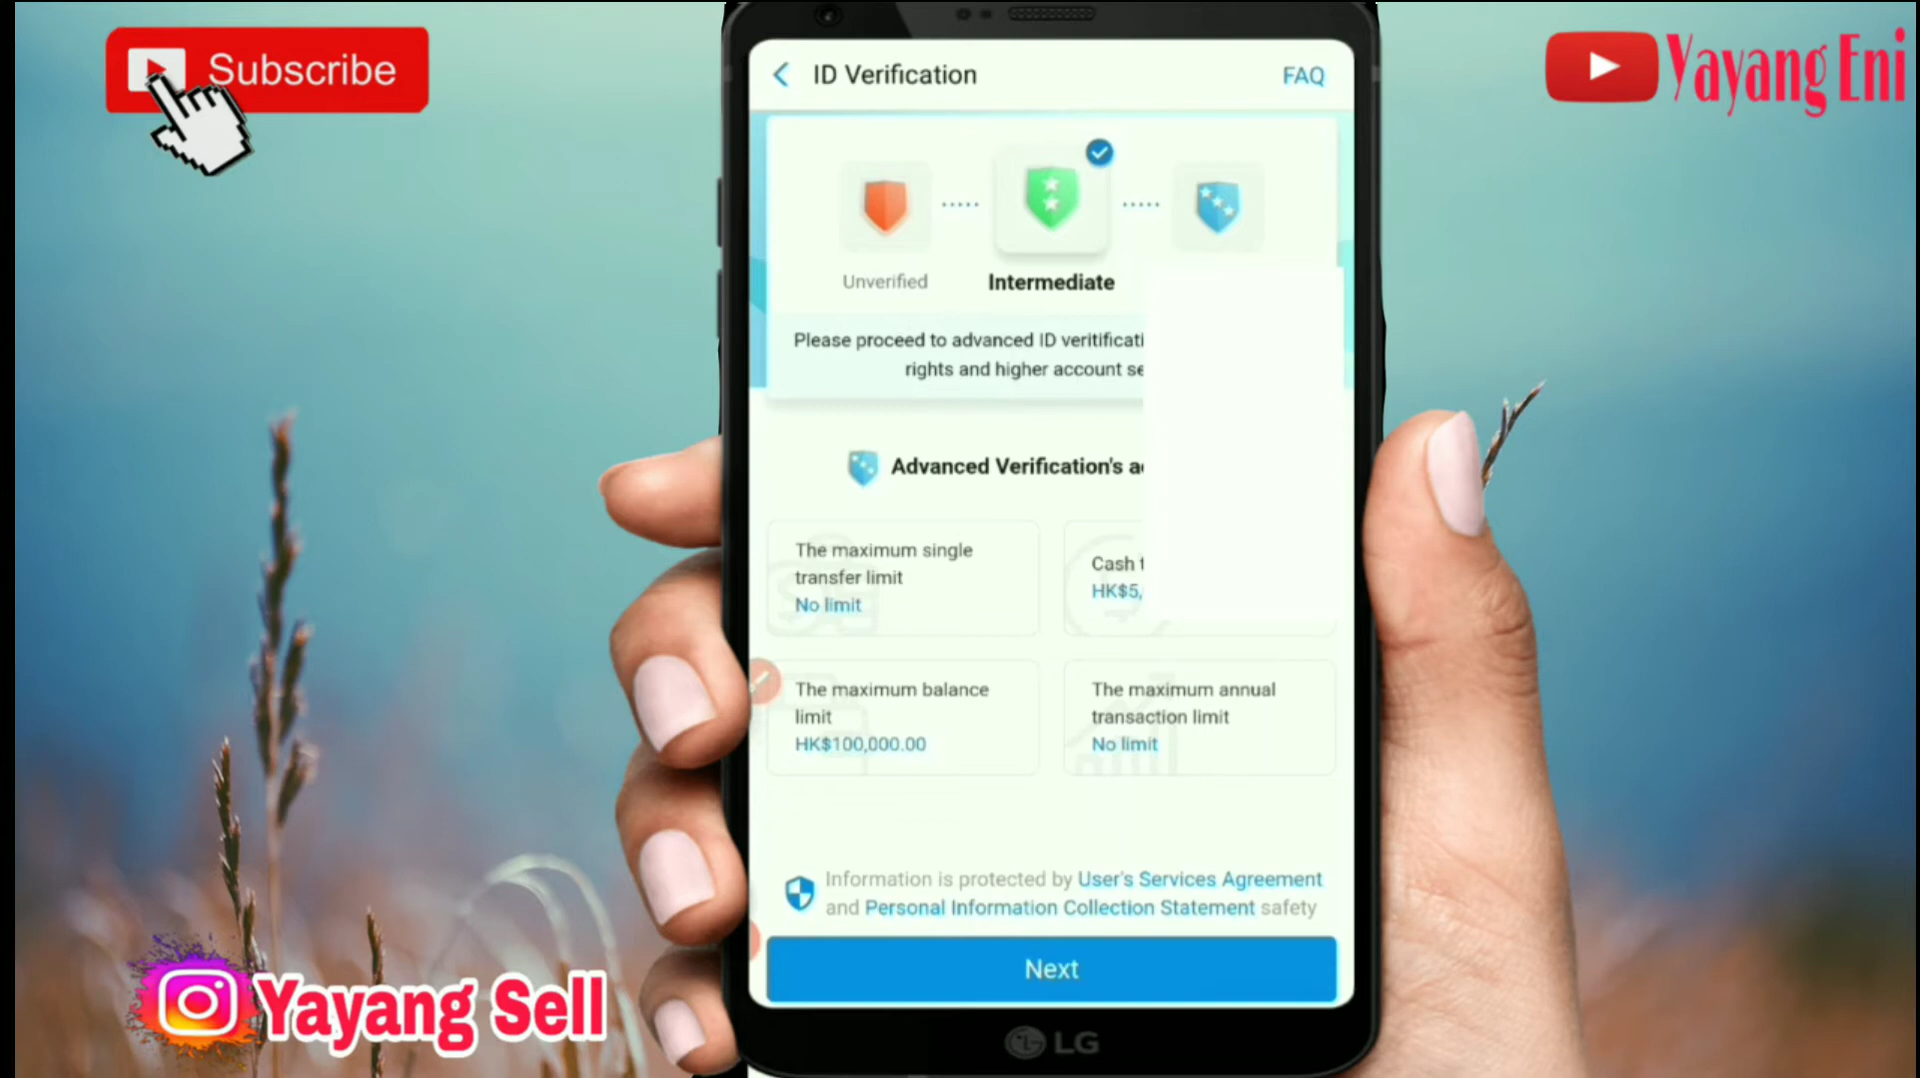 Subscribe
Yayang Eni
ID Verification
FAQ
Unverified
Intermediate
Please proceed to advanced ID veritificati
rights and higher account se
Advanced Verification's a
The maximum single
transfer limit
No limit
Cash
HK$5,
The maximum balance
limit
HK$100,000.00
The maximum annual
transaction limit
No limit
Information is protected by User's Services Agreement
and Personal Information Collection Statement safety
Next
LG
Yayang Sell